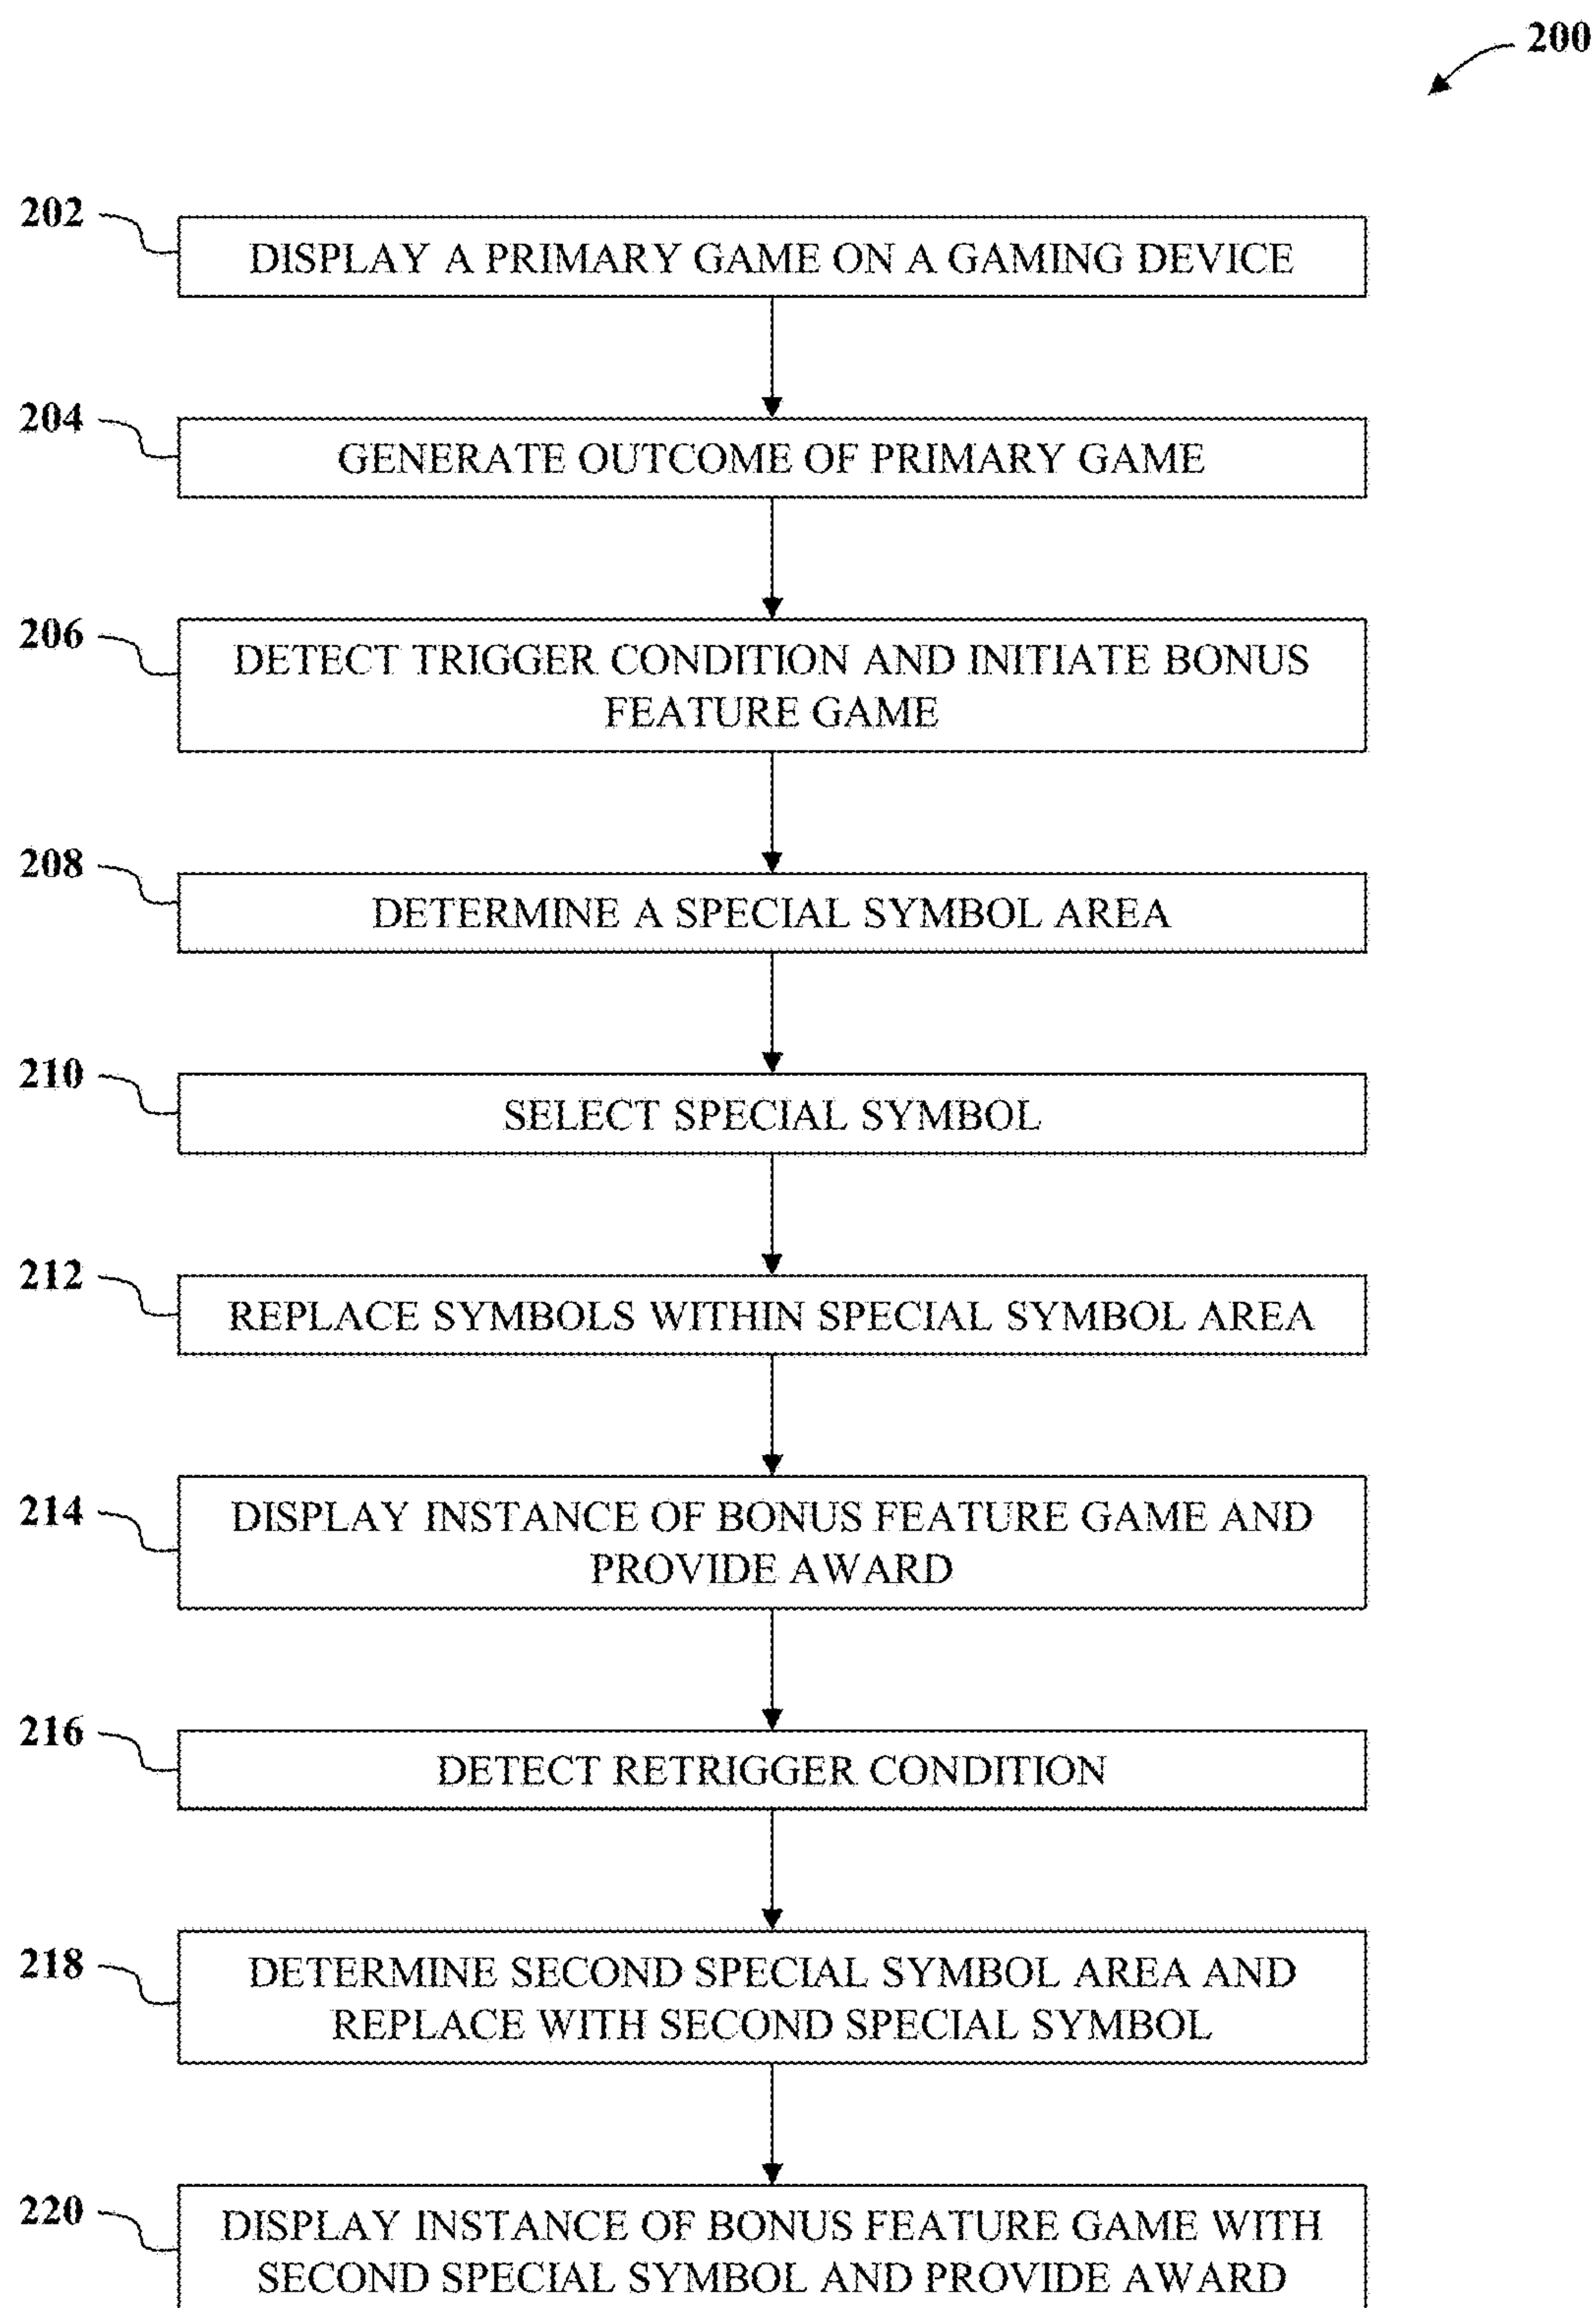 200
202
DISPLAY A PRIMARY GAME ON A GAMING DEVICE
204
GENERATE OUTCOME OF PRIMARY GAME
206
DETECT TRIGGER CONDITION AND INITIATE BONUS
FEATURE GAME
208
DETERMINE A SPECIAL SYMBOL AREA
210
SELECT SPECIAL SYMBOL
212
REPLACE SYMBOLS WITHIN SPECIAL SYMBOL AREA
214
DISPLAY INSTANCE OF BONUS FEATURE GAME AND
PROVIDE AWARD
216
DETECT RETRIGGER CONDITION
218
DETERMINE SECOND SPECIAL SYMBOL AREA AND
REPLACE WITH SECOND SPECIAL SYMBOL
220
DISPLAY INSTANCE OF BONUS FEATURE GAME WITH
SECOND SPECIAL SYMBOL AND PROVIDE AWARD